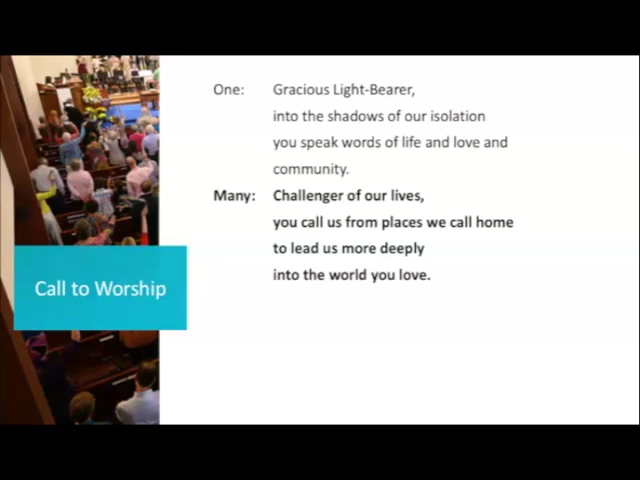 One: Gracious Light-Bearer,
into the shadows of our isolation
you speak words of life and love and
community.
Many: Challenger of our lives,
you call us from places we call home
to lead us more deeply
into the world you love.
Call to Worship